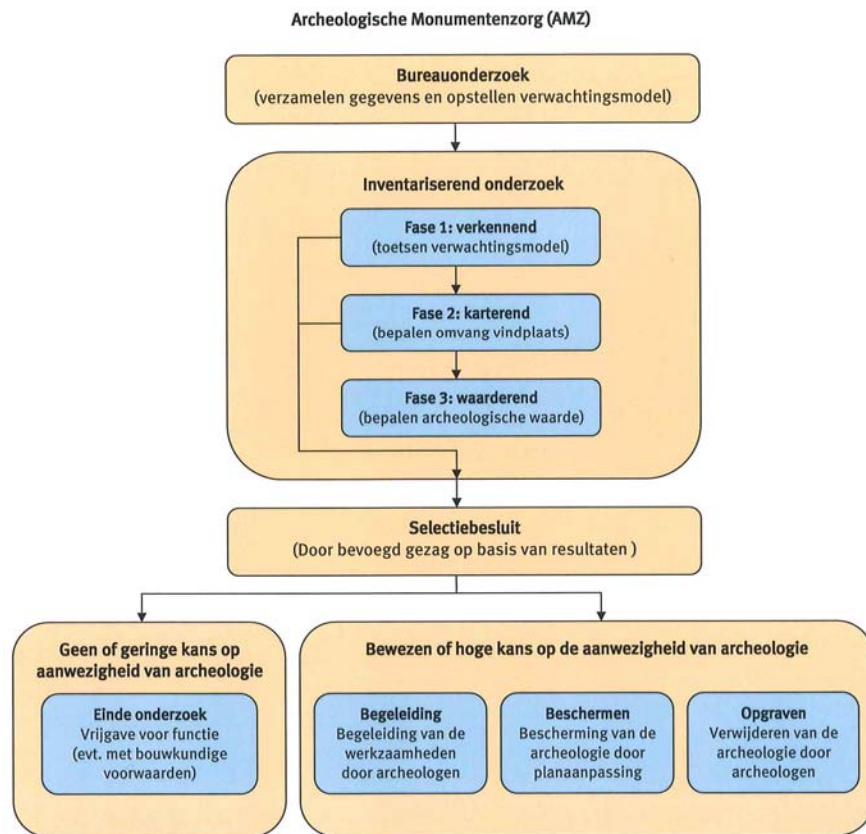 Archeologische Monumentenzorg (AMZ)
Bureauonderzoek
(verzamelen gegevens en opstellen verwachtingsmodel)
Inventariserend onderzoek
Fase 1: verkennend
(toetsen verwachtingsmodel)
Fase 2: karterend
(bepalen omvang vindplaats)
Fase 3: waarderend
(bepalen archeologische waarde)
Selectiebesluit
(Door bevoegd gezag op basis van resultaten )
Geen of geringe kans op
aanwezigheid van archeologie
Einde onderzoek
Vrijgave voor functie
(evt. met bouwkundige
voorwaarden)
Bewezen of hoge kans op de aanwezigheid van archeologie
Begeleiding
Begeleiding van de
werkzaamheden
door archeologen
Beschermen
Bescherming van de
archeologie door
planaanpassing
Opgraven
Verwijderen van de
archeologie door
archeologen